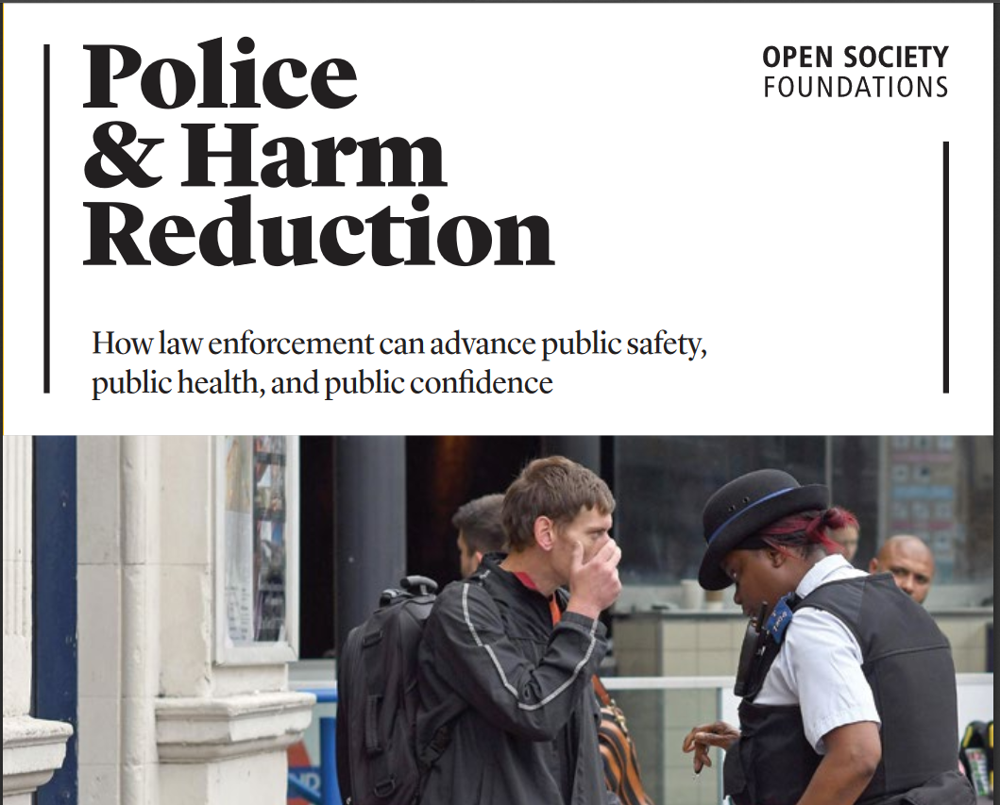 Police
& Harm
Reduction
OPEN SOCIETY
FOUNDATIONS
How law enforcement can advance public safety,
public health, and public confidence